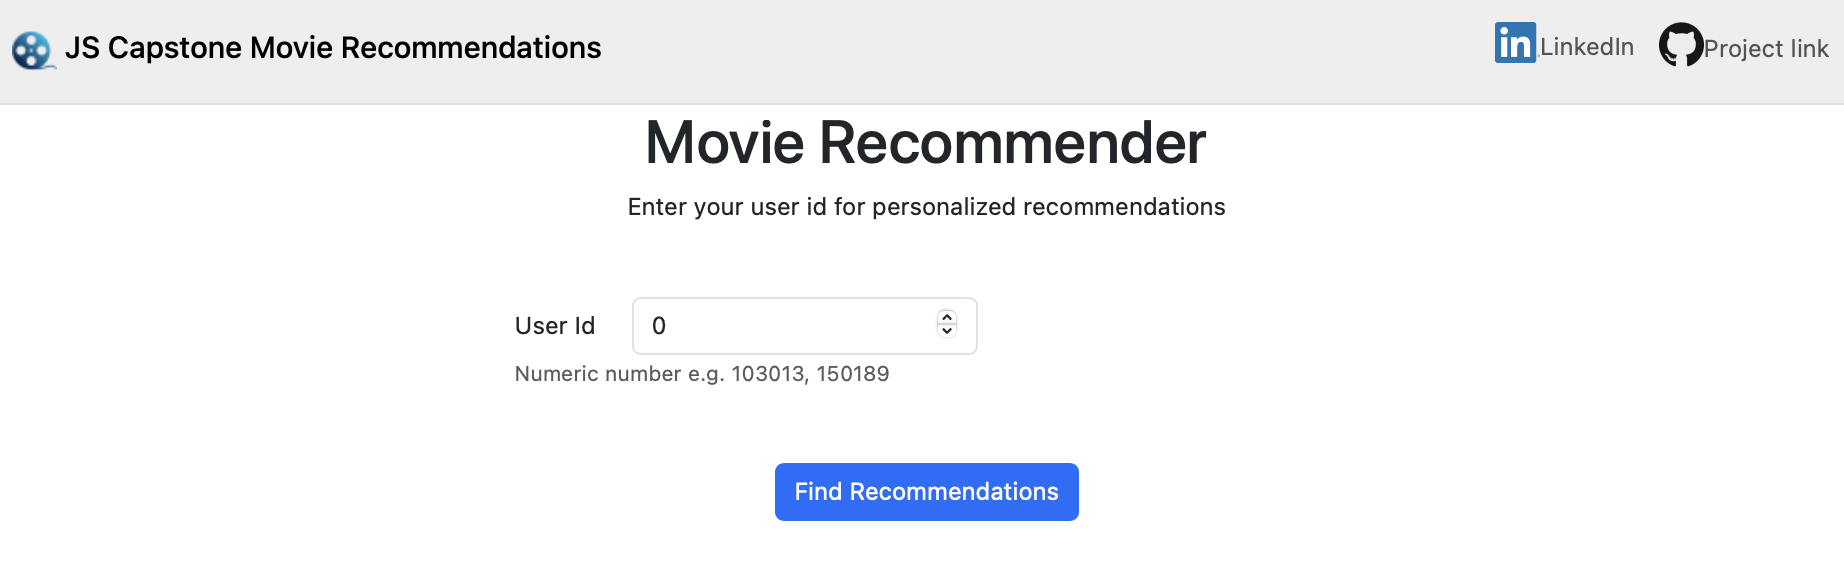 JS Capstone Movie Recommendations
in LinkedIn
Project link
Movie Recommender
Enter your user id for personalized recommendations
User Id 0
Numeric number e.g. 103013, 150189
Find Recommendations